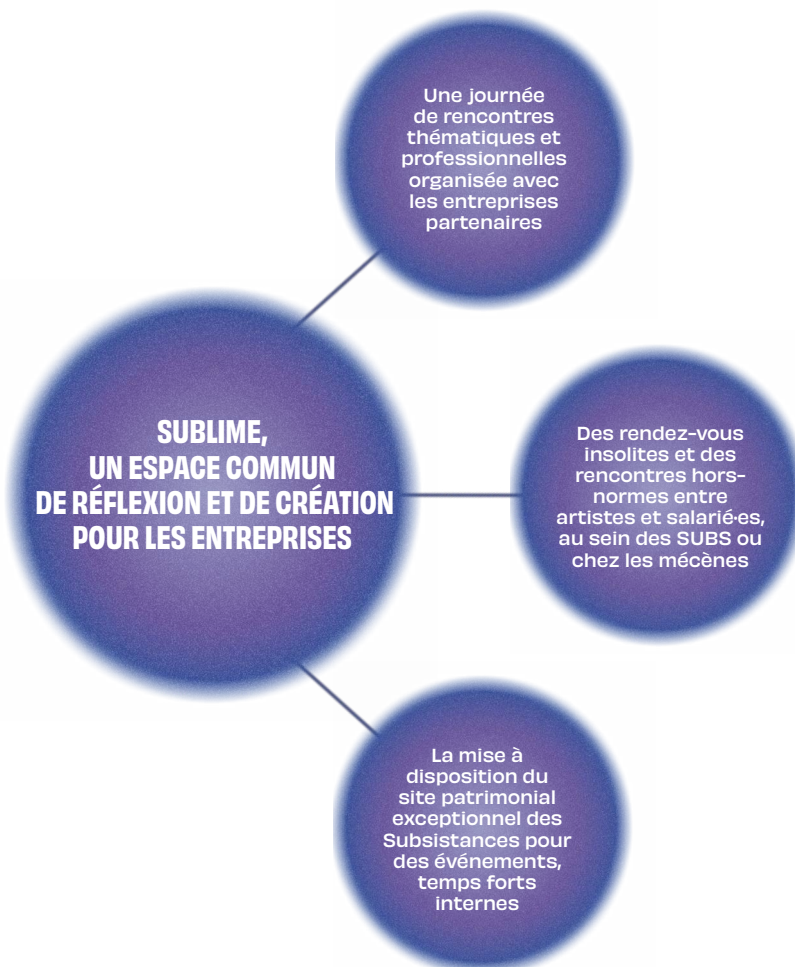 Une journée
de rencontres
thématiques et
professionnelles
organisée avec
les entreprises
partenaires
SUBLIME,
UN ESPACE COMMUN
DE RÉFLEXION ET DE CRÉATION
POUR LES ENTREPRISES
Des rendez-vous
insolites et des
rencontres hors-
normes entre
artistes et salarié·es,
au sein des SUBS ou
chez les mécènes
La mise à
disposition du
site patrimonial
exceptionnel des
Subsistances pour
des événements,
temps forts
internes